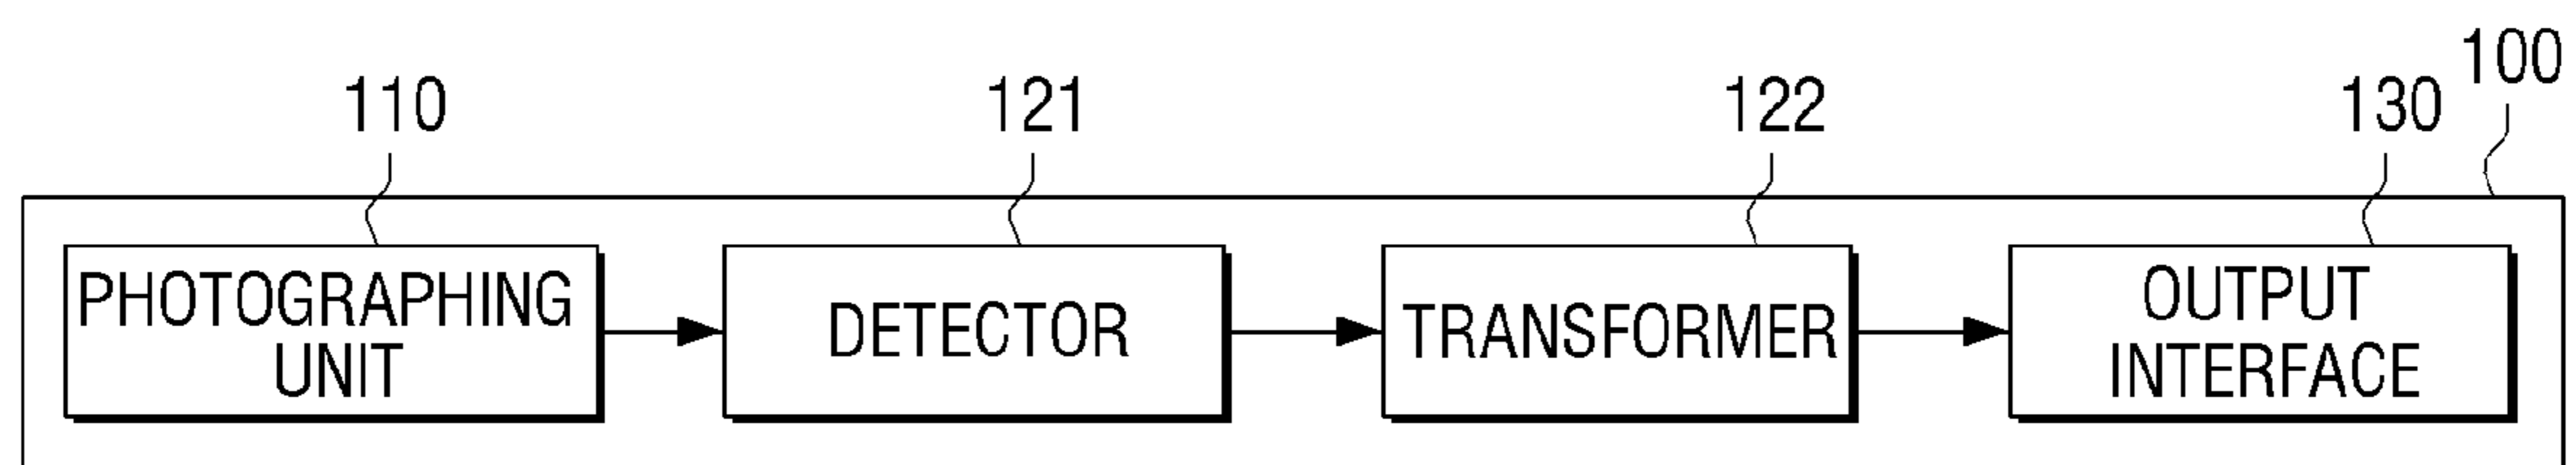 100
110
121
122
130
PHOTOGRAPHING
UNIT
DETECTOR
TRANSFORMER
OUTPUT
INTERFACE